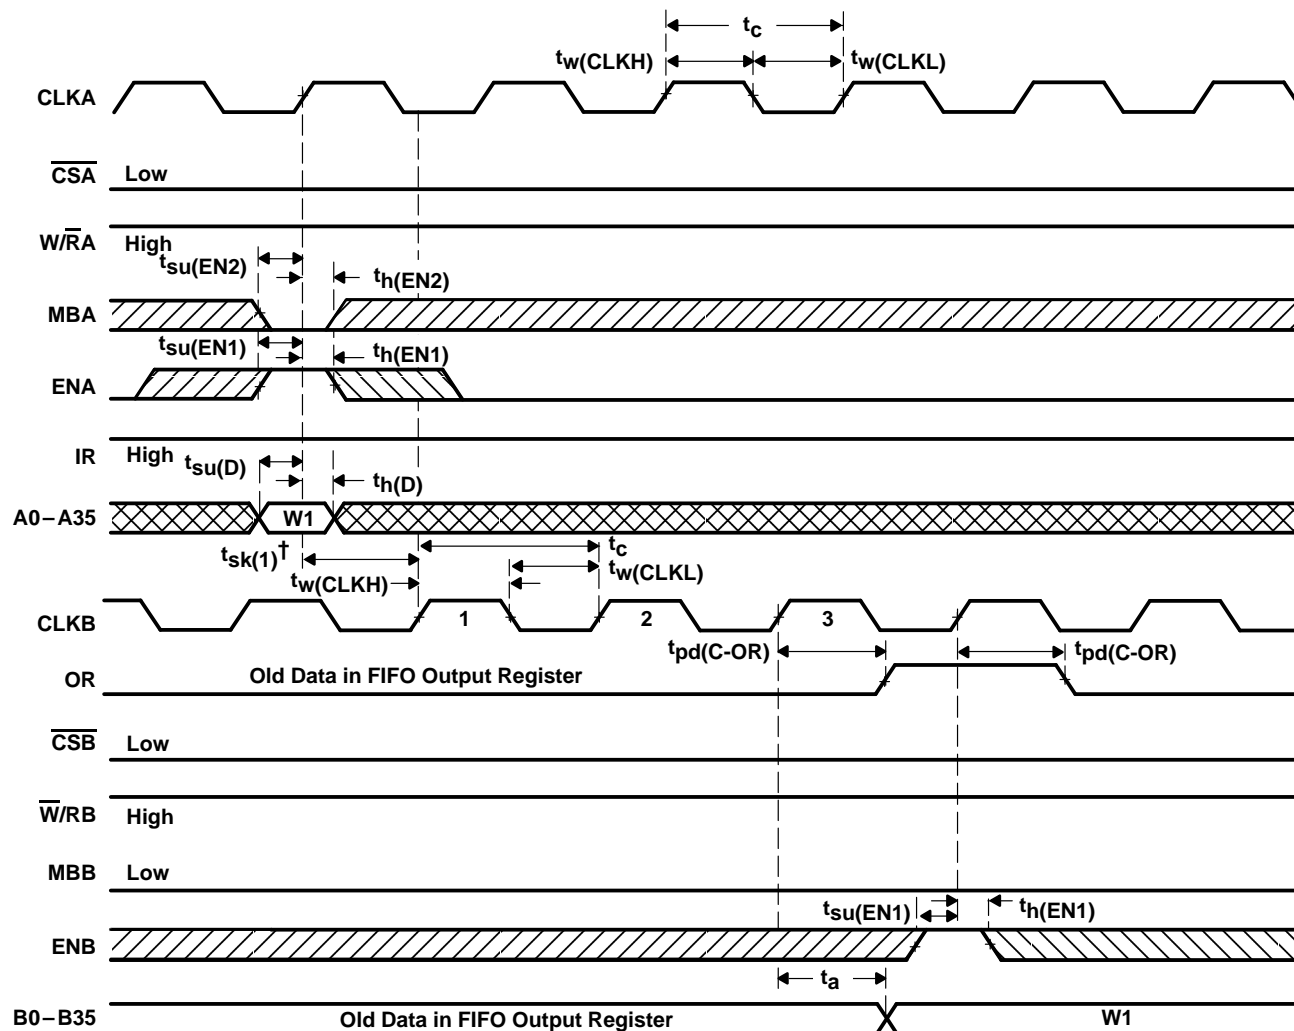 tc
tw(CLKH)
tw(CLKL)
CLKA
CSA
Low
W/RA
High
tsu(EN2)
th(EN2)
MBA
tsu(EN1)
th(EN1)
ENA
IR
High
tsu(D)
th(D)
A0–A35
W1
tsk(1)†
tc
tw(CLKH)
tw(CLKL)
CLKB
1
2
3
tpd(C-OR)
tpd(C-OR)
OR
Old Data in FIFO Output Register
CSB
Low
W/RB
High
MBB
Low
tsu(EN1)
th(EN1)
ENB
ta
B0–B35
Old Data in FIFO Output Register
W1